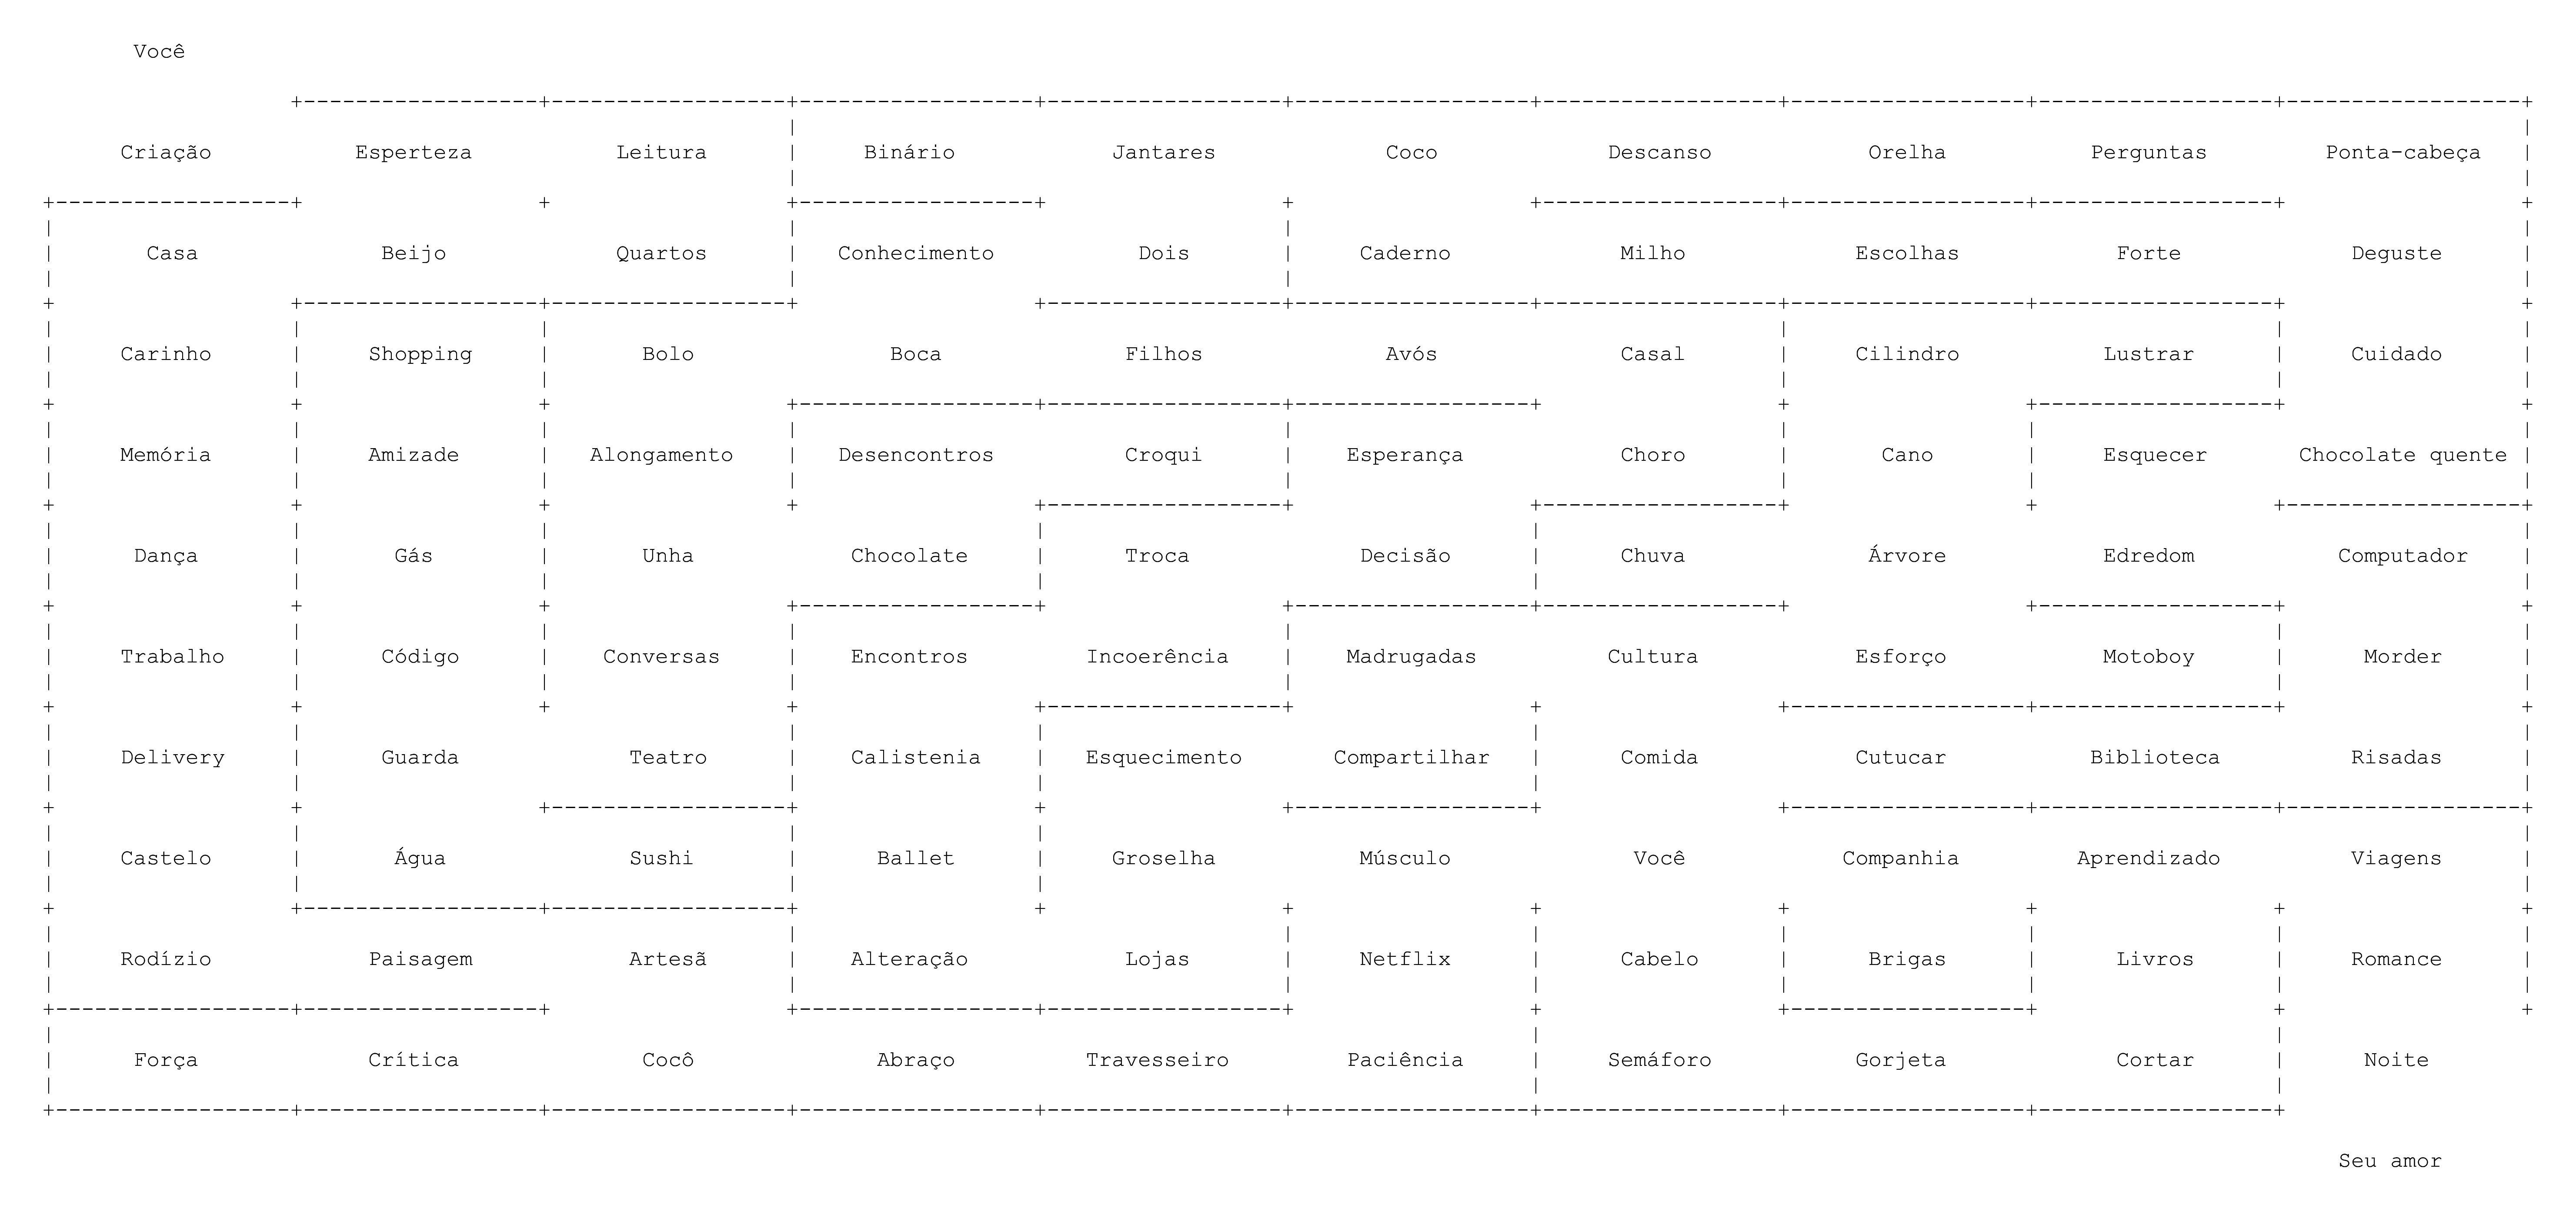 Você
Criação Esperteza Leitura Binário Jantares Coco Descanso Orelha Perguntas Ponta-cabeça
Casa Beijo Quartos Conhecimento Dois Caderno Milho Escolhas Forte Deguste
Carinho Shopping Bolo Boca Filhos Avós Casal Cilindro Lustrar Cuidado
Memória Amizade Alongamento Desencontros Croqui Esperança Choro Cano Esquecer Chocolate quente
Dança Gás Unha Chocolate Troca Decisão Chuva Árvore Edredom Computador
Trabalho Código Conversas Encontros Incoerência Madrugadas Cultura Esforço Motoboy Morder
Delivery Guarda Teatro Calistenia Esquecimento Compartilhar Comida Cutucar Biblioteca Risadas
Castelo Água Sushi Ballet Groselha Músculo Você Companhia Aprendizado Viagens
Rodízio Paisagem Artesã Alteração Lojas Netflix Cabelo Brigas Livros Romance
Força Crítica Cocô Abraço Travesseiro Paciência Semáforo Gorjeta Cortar Noite
Seu amor